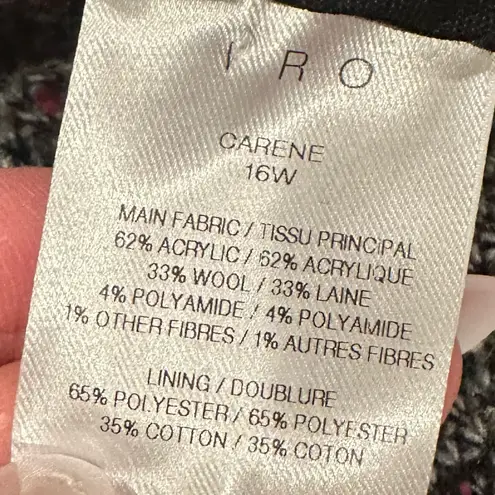 I R O
CARENE
16W
MAIN FABRIC / TISSU PRINCIPAL
62% ACRYLIC / 62% ACRYLIQUE
33% WOOL / 33% LAINE
4% POLYAMIDE / 4% POLYAMIDE
1% OTHER FIBRES / 1% AUTRES FIBRES
LINING / DOUBLURE
65% POLYESTER / 65% POLYESTER
35% COTTON / 35% COTON